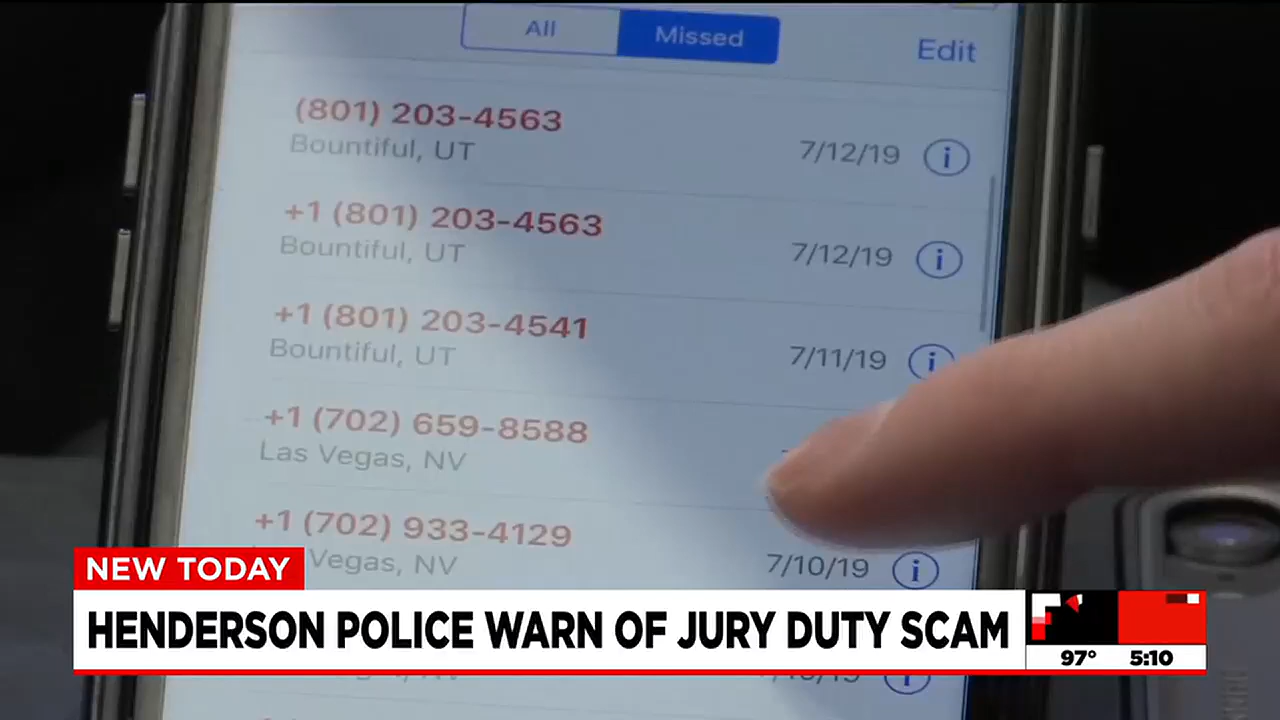 All Missed Edit
(801) 203-4563
Bountiful, UT 7/12/19 i
+1 (801) 203-4563
Bountiful, UT 7/12/19 i
+1 (801) 203-4541
Bountiful, UT 7/11/19 i
+1 (702) 659-8588
Las Vegas, NV
+1 (702) 933-4129
Vegas, NV 7/10/19 i
NEW TODAY
HENDERSON POLICE WARN OF JURY DUTY SCAM
97° 5:10